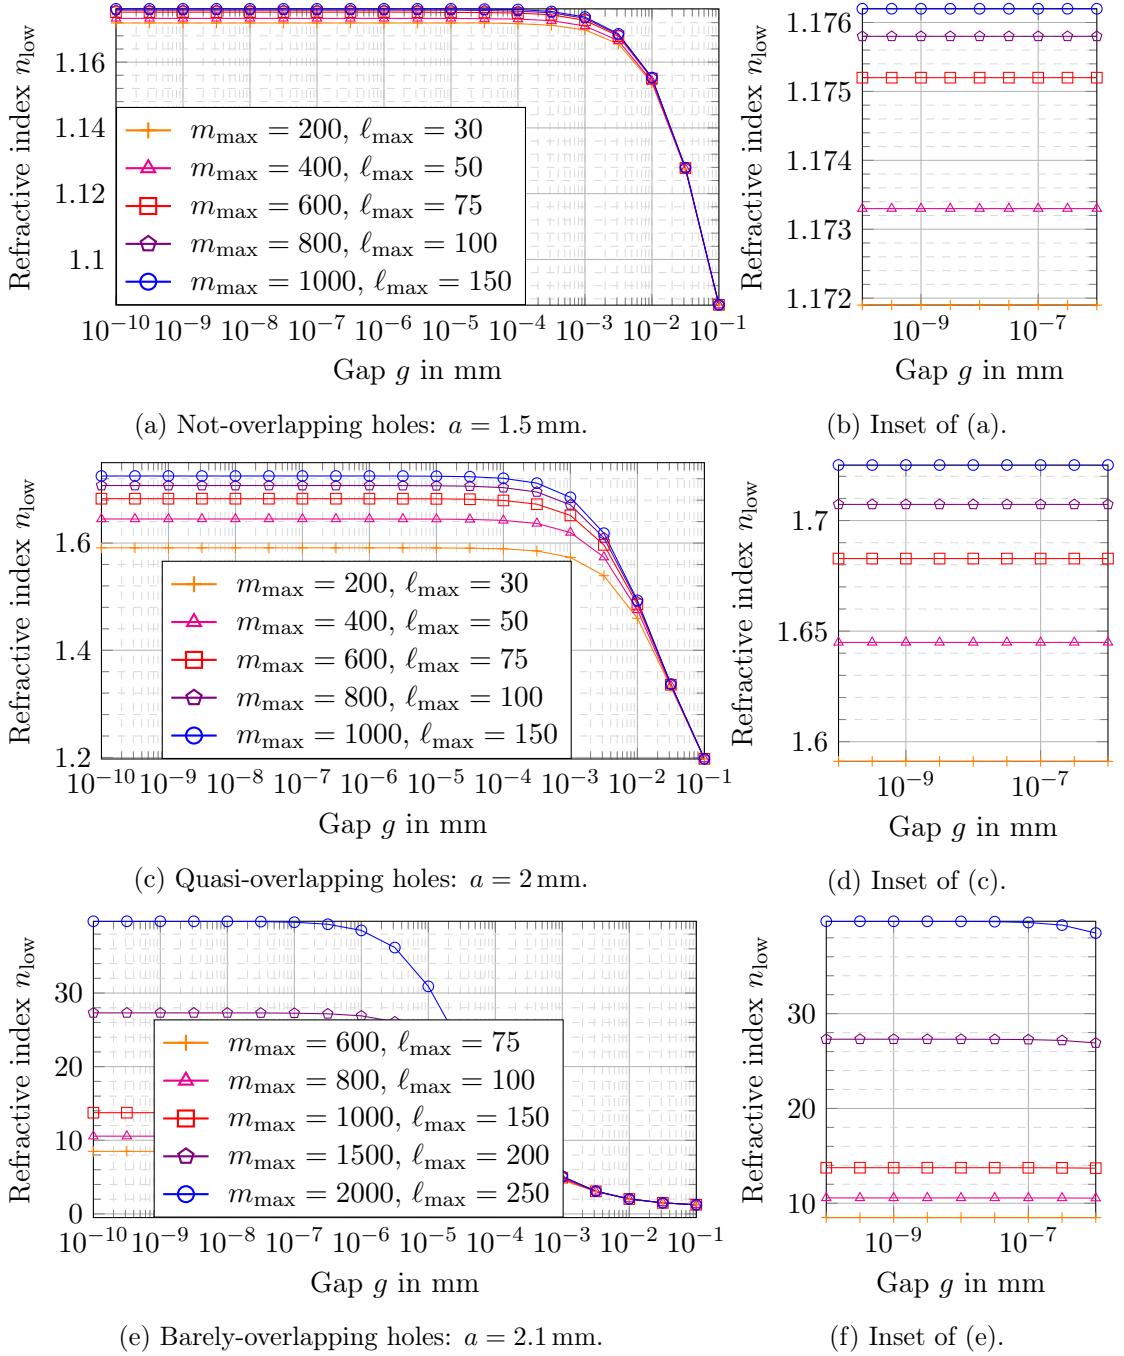 Refractive index n_low
1.16
1.14
1.12
1.1
m_max = 200, ℓ_max = 30
m_max = 400, ℓ_max = 50
m_max = 600, ℓ_max = 75
m_max = 800, ℓ_max = 100
m_max = 1000, ℓ_max = 150
10^−10 10^−9 10^−8 10^−7 10^−6 10^−5 10^−4 10^−3 10^−2 10^−1
Gap g in mm
(a) Not-overlapping holes: a = 1.5 mm.
Refractive index n_low
1.176
1.175
1.174
1.173
1.172
10^−9 10^−7
Gap g in mm
(b) Inset of (a).
Refractive index n_low
1.6
1.4
1.2
m_max = 200, ℓ_max = 30
m_max = 400, ℓ_max = 50
m_max = 600, ℓ_max = 75
m_max = 800, ℓ_max = 100
m_max = 1000, ℓ_max = 150
10^−10 10^−9 10^−8 10^−7 10^−6 10^−5 10^−4 10^−3 10^−2 10^−1
Gap g in mm
(c) Quasi-overlapping holes: a = 2 mm.
Refractive index n_low
1.7
1.65
1.6
10^−9 10^−7
Gap g in mm
(d) Inset of (c).
Refractive index n_low
30
20
10
0
m_max = 600, ℓ_max = 75
m_max = 800, ℓ_max = 100
m_max = 1000, ℓ_max = 150
m_max = 1500, ℓ_max = 200
m_max = 2000, ℓ_max = 250
10^−10 10^−9 10^−8 10^−7 10^−6 10^−5 10^−4 10^−3 10^−2 10^−1
Gap g in mm
(e) Barely-overlapping holes: a = 2.1 mm.
Refractive index n_low
30
20
10
10^−9 10^−7
Gap g in mm
(f) Inset of (e).